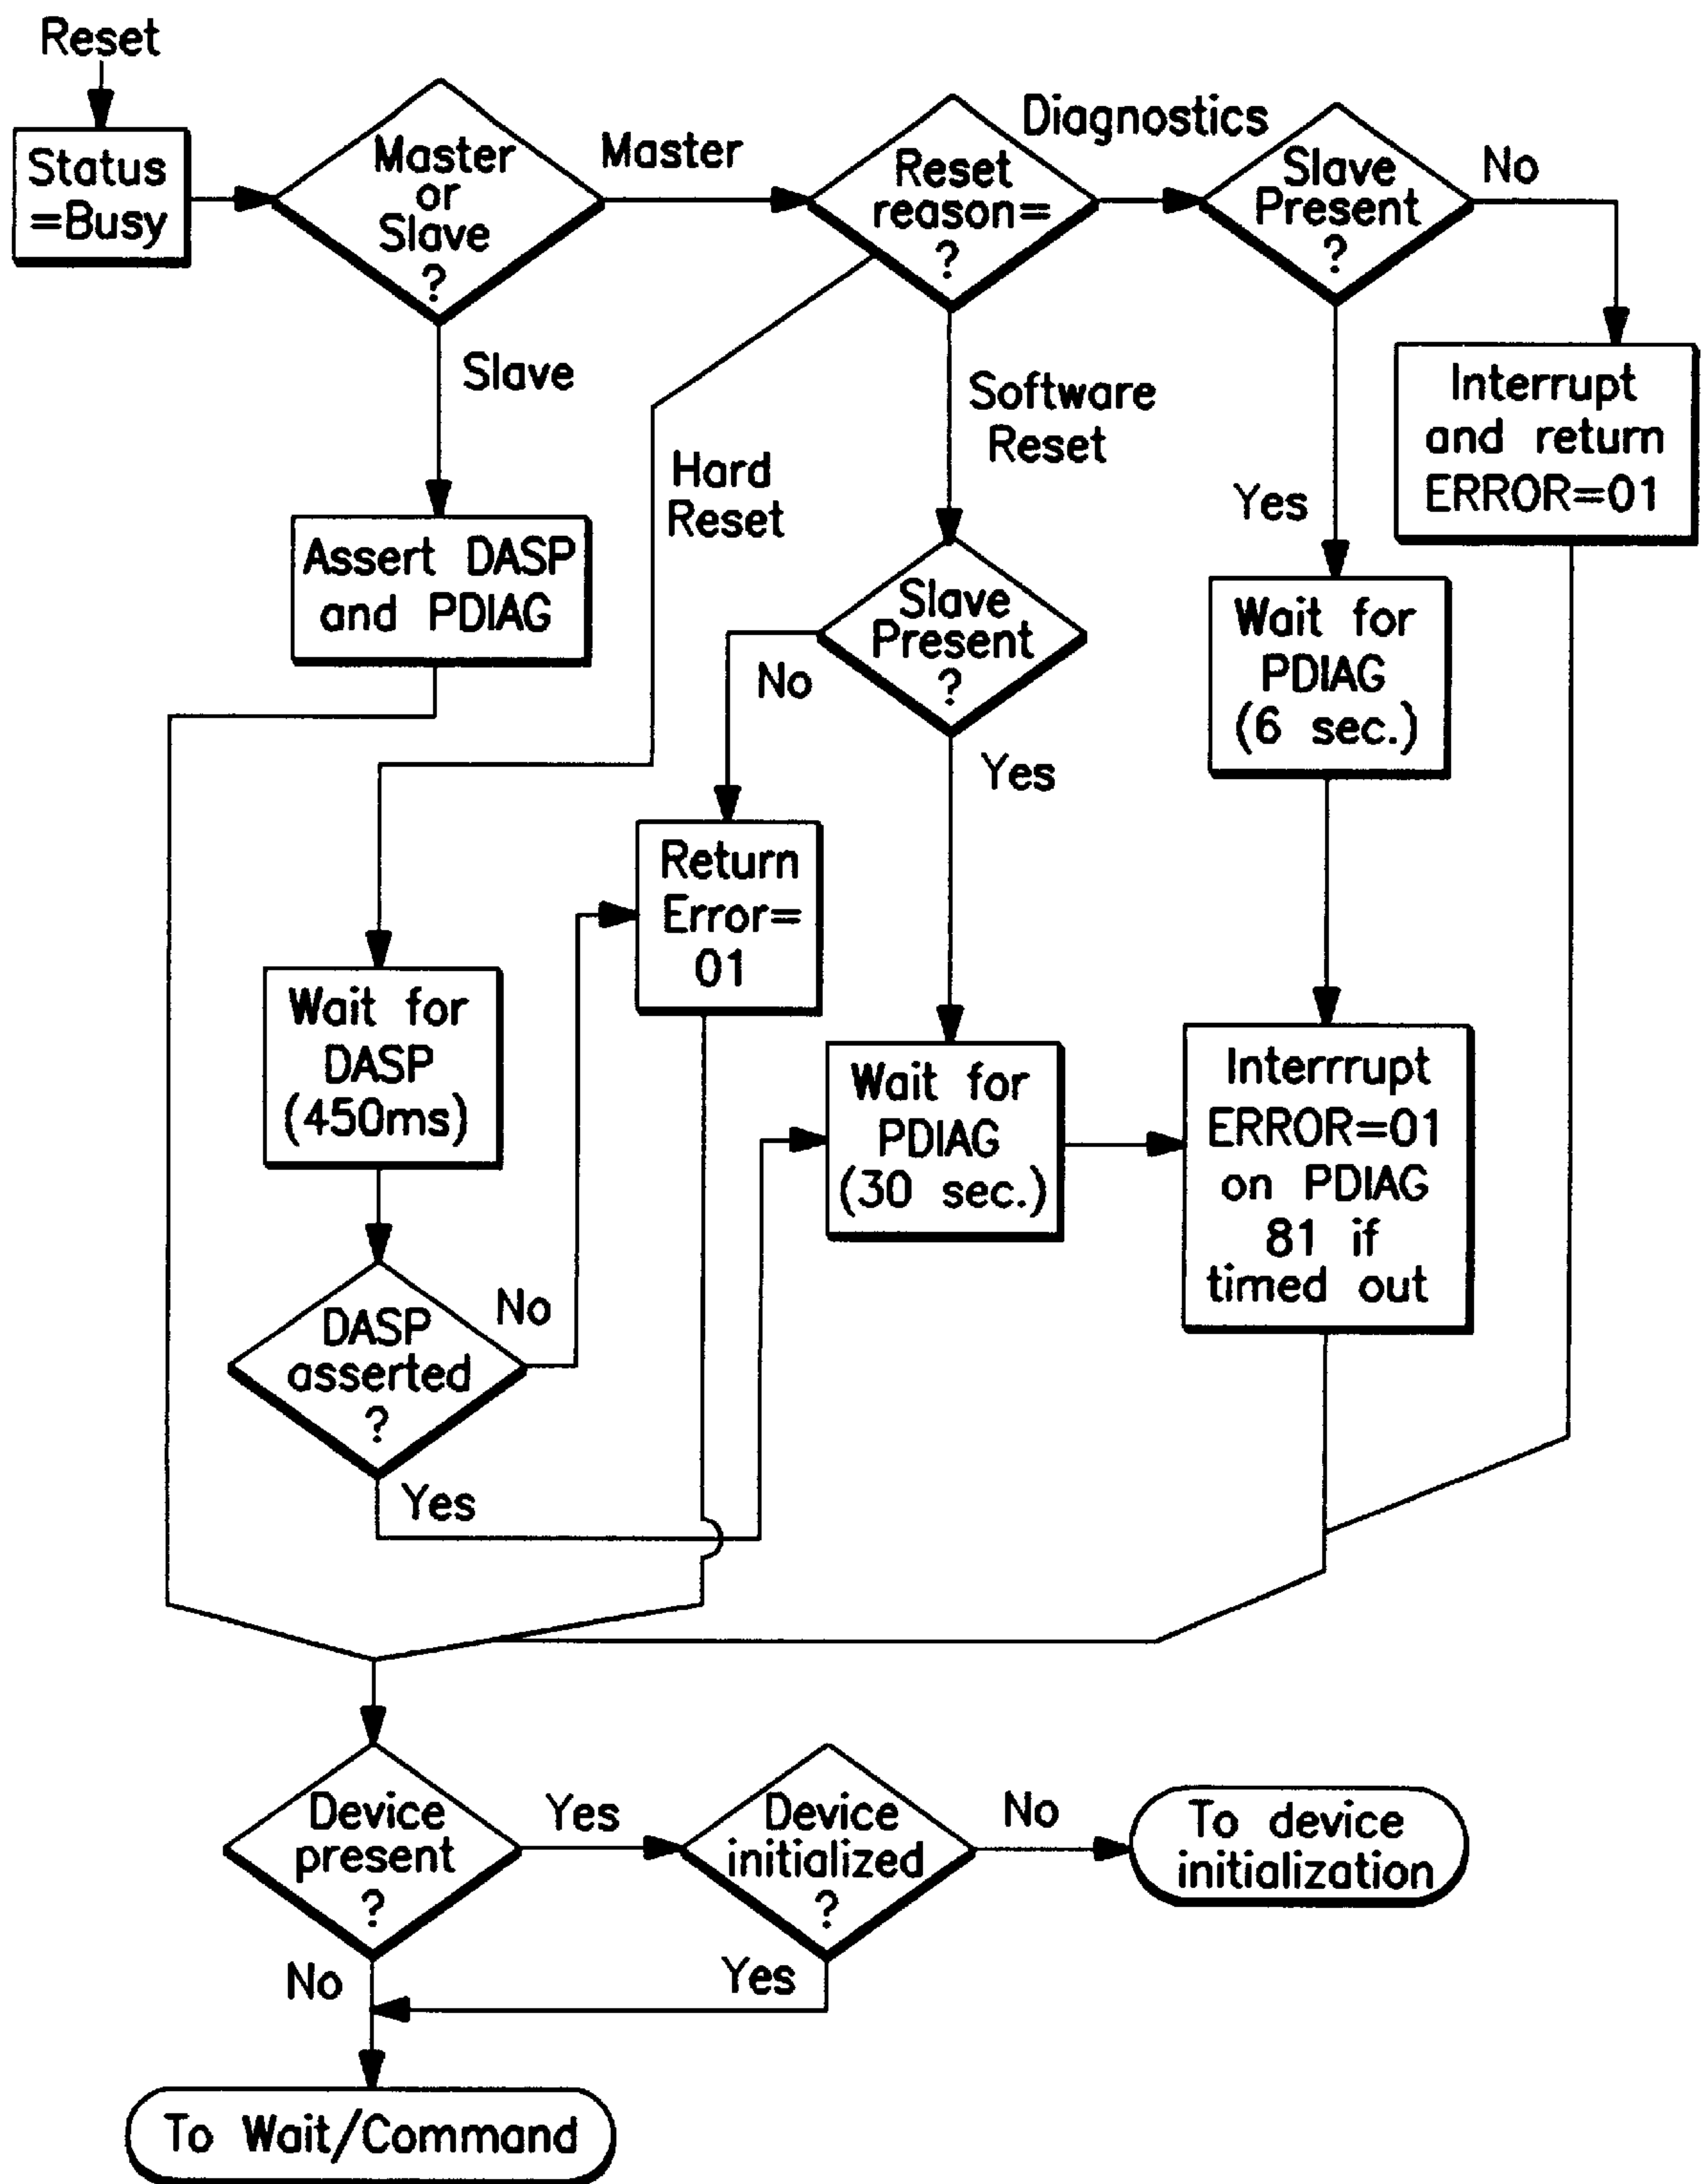 Reset
Status
=Busy
Master
or
Slave
?
Master
Reset
reason=
?
Diagnostics
Slave
Present
?
No
Interrupt
and return
ERROR=01
Slave
Assert DASP
and PDIAG
Hard
Reset
Software
Reset
Yes
Slave
Present
?
No
Yes
Wait for
PDIAG
(6 sec.)
Return
Error=
01
Wait for
DASP
(450ms)
Wait for
PDIAG
(30 sec.)
Interrrupt
ERROR=01
on PDIAG
81 if
timed out
DASP
asserted
?
No
Yes
Device
present
?
Yes
Device
initialized
?
No
To device
initialization
No
Yes
To Wait/Command